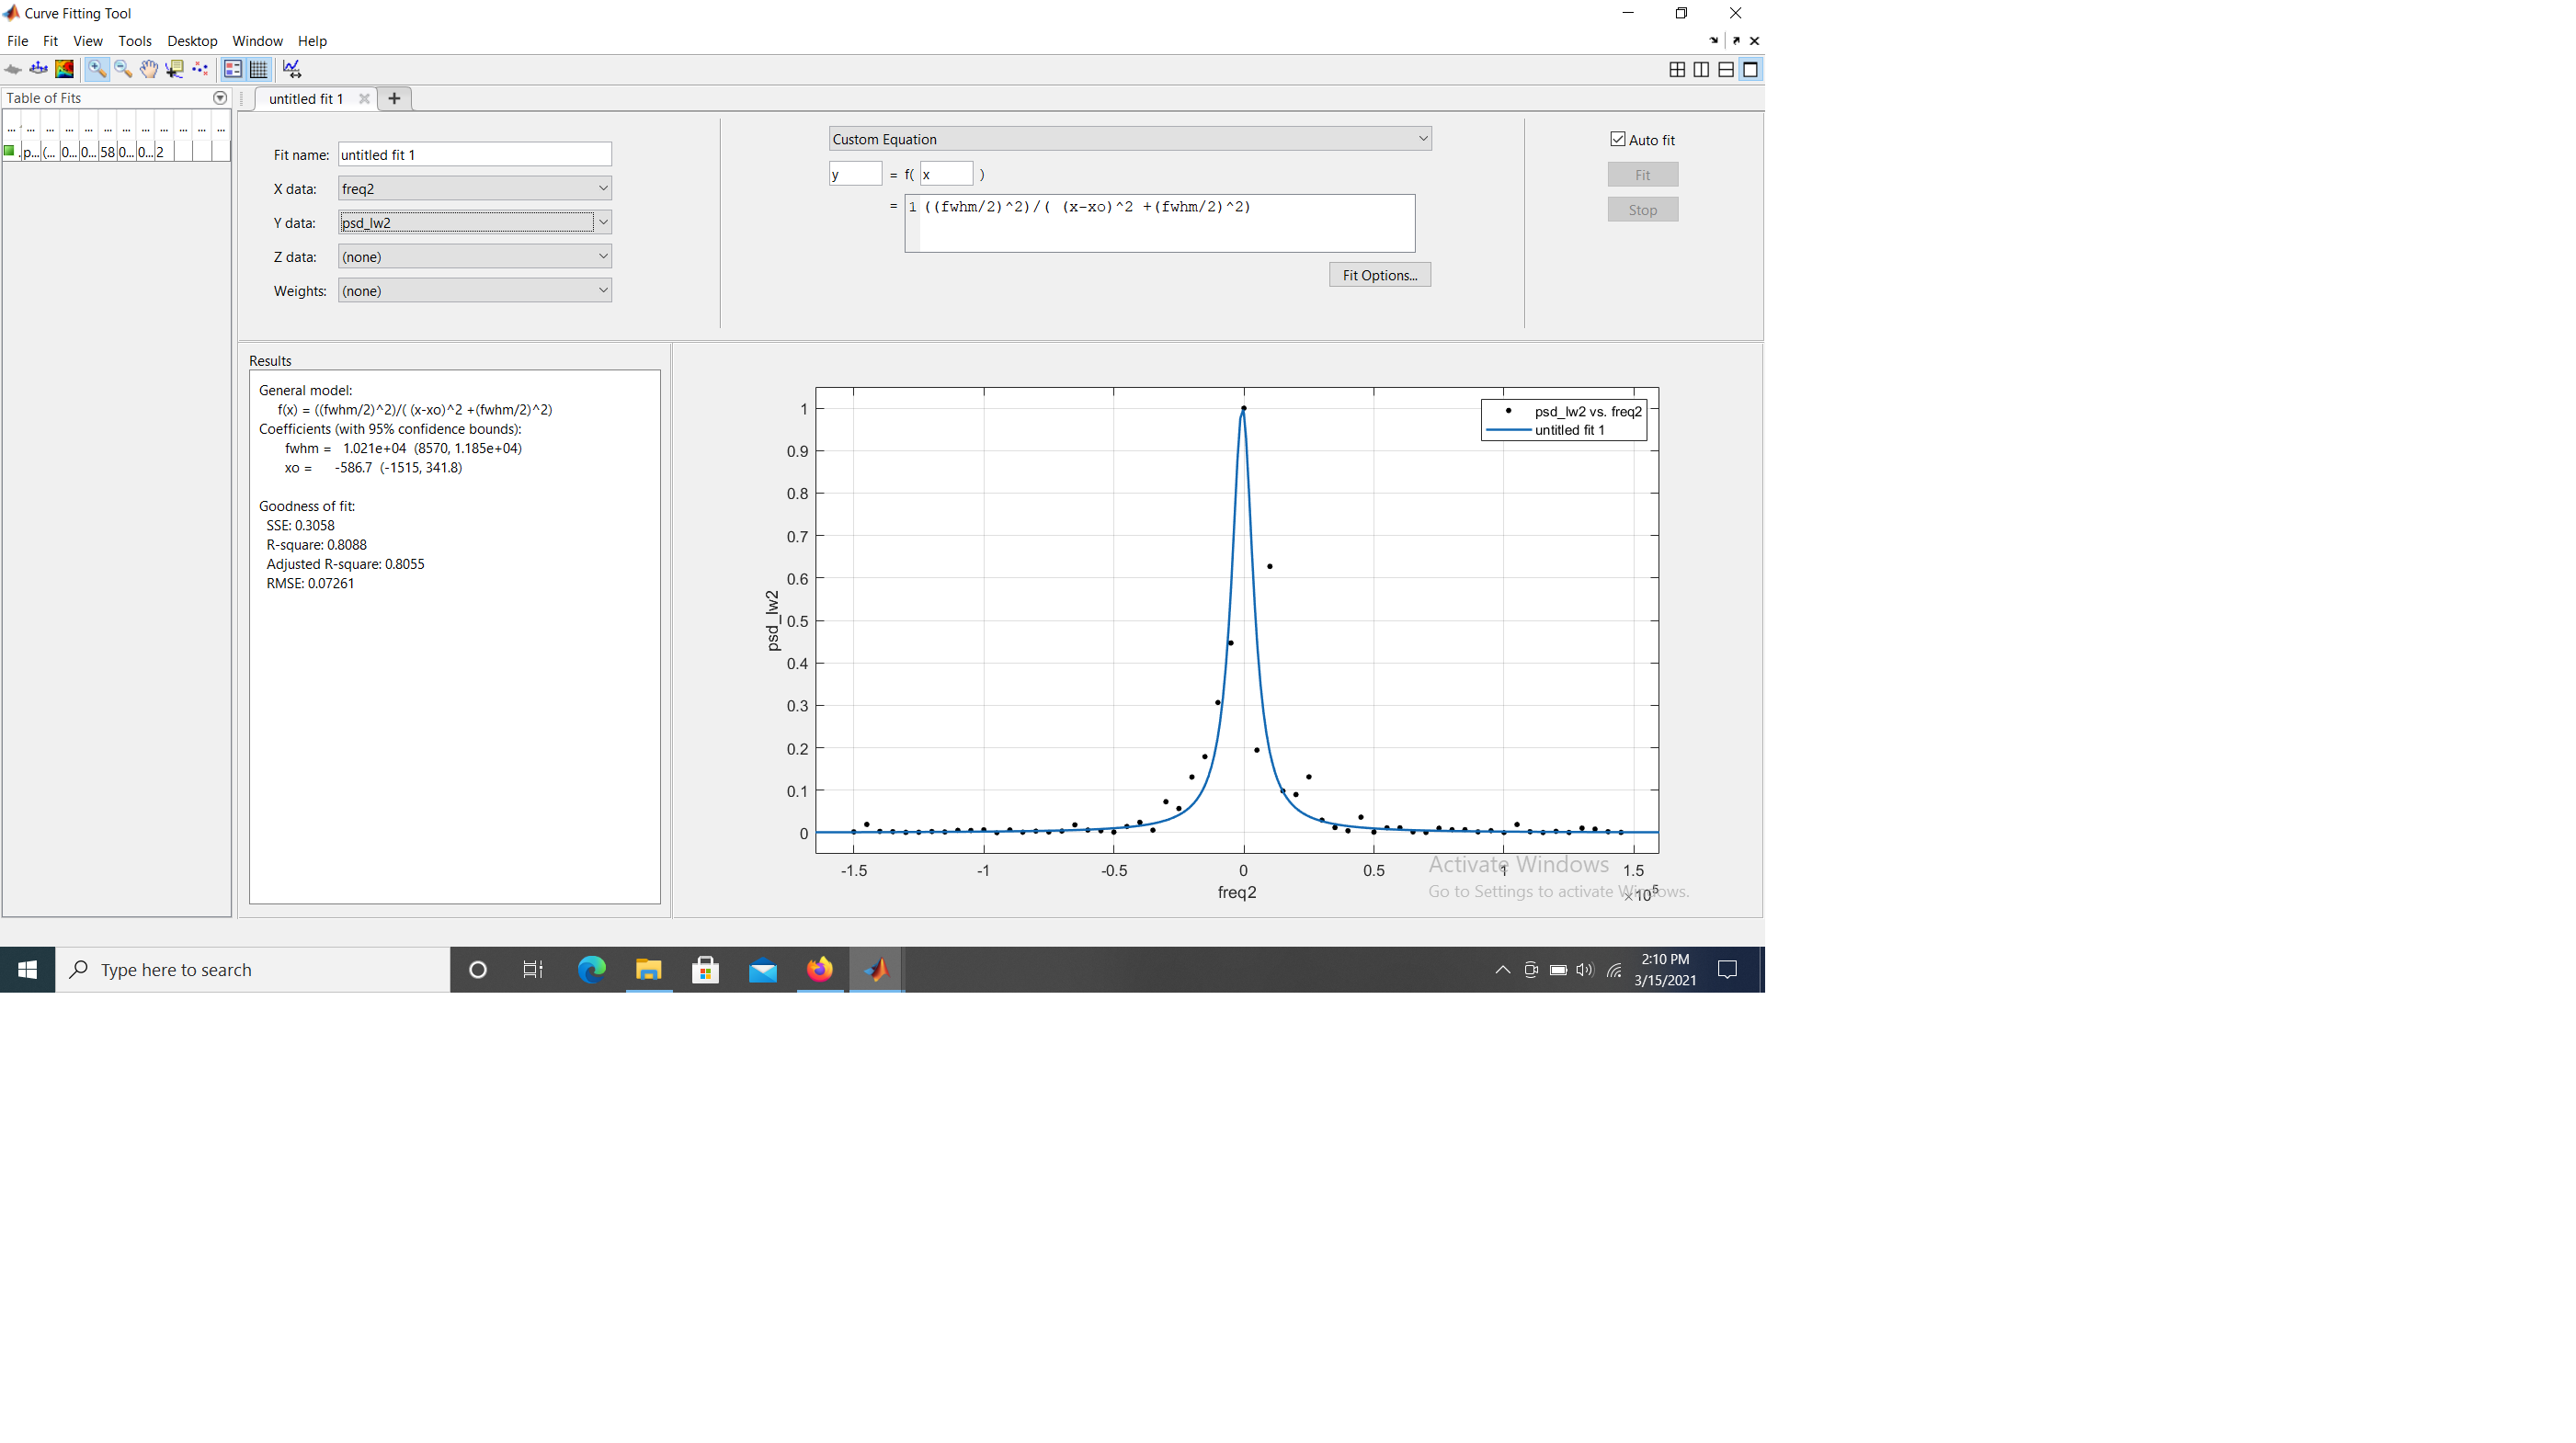 Curve Fitting Tool
File Fit View Tools Desktop Window Help
Table of Fits
untitled fit 1
... ... ... ... ... ... ... ... ... ... ... ...
. p... (... 0... 0... 58 0... 0... 2
Fit name: untitled fit 1
X data: freq2
Y data: psd_lw2
Z data: (none)
Weights: (none)
Custom Equation
y = f( x )
= 1 ((fwhm/2)^2)/( (x-xo)^2 +(fwhm/2)^2)
Fit Options...
Auto fit
Fit
Stop
Results
General model:
f(x) = ((fwhm/2)^2)/( (x-xo)^2 +(fwhm/2)^2)
Coefficients (with 95% confidence bounds):
fwhm = 1.021e+04 (8570, 1.185e+04)
xo = -586.7 (-1515, 341.8)
Goodness of fit:
SSE: 0.3058
R-square: 0.8088
Adjusted R-square: 0.8055
RMSE: 0.07261
psd_lw2 vs. freq2
untitled fit 1
1
0.9
0.8
0.7
0.6
0.5
0.4
0.3
0.2
0.1
0
psd_lw2
-1.5 -1 -0.5 0 0.5 1 1.5
freq2
×10^5
Activate Windows
Go to Settings to activate Windows.
Type here to search
2:10 PM
3/15/2021